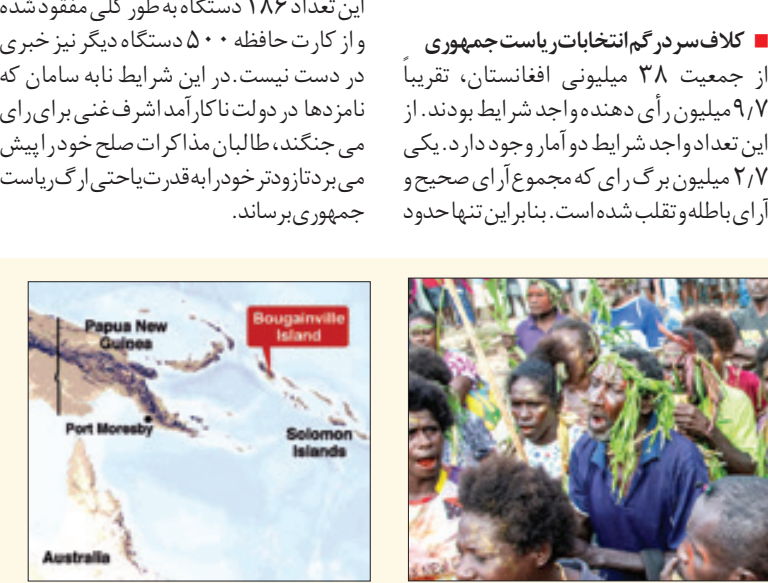 ■ کلاف سردرگم انتخابات ریاست جمهوری
از جمعیت ۳۸ میلیونی افغانستان، تقریباً
۹٫۷ میلیون رأی دهنده واجد شرایط بودند. از
این تعداد واجد شرایط دو آمار وجود دارد. یکی
۲٫۷ میلیون برگ رای که مجموع آرای صحیح و
آرای باطله و تقلب شده است. بنابراین تنها حدود
این تعداد ۱۸۶ دستگاه به طور کلی مفقود شده
و از کارت حافظه ۵۰۰ دستگاه دیگر نیز خبری
در دست نیست. در این شرایط نابه سامان که
نامزدها در دولت ناکارآمد اشرف غنی برای رای
می جنگند، طالبان مذاکرات صلح خود را پیش
می برد تا زودتر خود را به قدرت یا حتی ارگ ریاست
جمهوری برساند.
Papua New
Guinea
Bougainville
Island
Port Moresby
Solomon
Islands
Australia